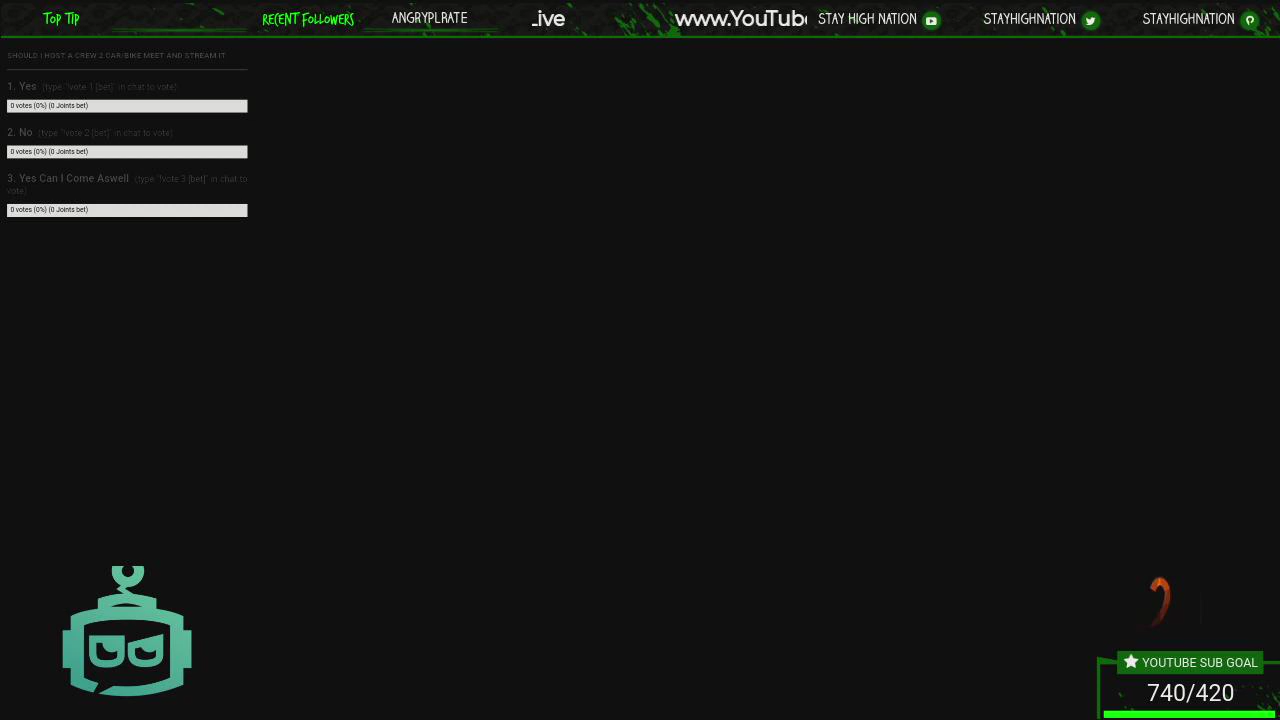 Top Tip
Recent Followers
ANGRYPLRATE
Live
www.YouTube
STAY HIGH NATION
STAYHIGHNATION
STAYHIGHNATION
SHOULD I HOST A CREW 2 CAR/BIKE MEET AND STREAM IT
1. Yes (type "!vote 1 [bet]" in chat to vote)
0 votes (0%) (0 Joints bet)
2. No (type "!vote 2 [bet]" in chat to vote)
0 votes (0%) (0 Joints bet)
3. Yes Can I Come Aswell (type "!vote 3 [bet]" in chat to
vote)
0 votes (0%) (0 Joints bet)
YOUTUBE SUB GOAL
740/420